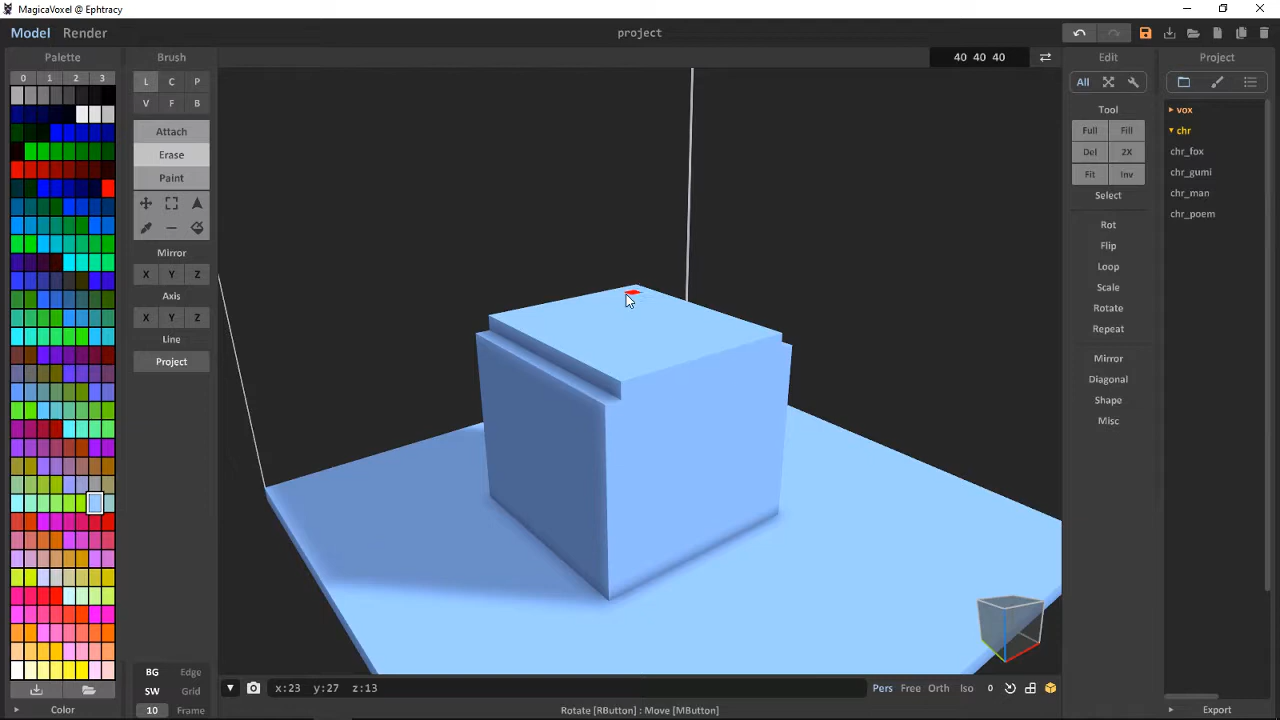 MagicaVoxel @ Ephtracy
Model Render
project
Palette
0 1 2 3
Color
Brush
L C P
V F B
Attach
Erase
Paint
Mirror
X Y Z
Axis
X Y Z
Line
Project
BG Edge
SW Grid
10 Frame
40 40 40
x:23 y:27 z:13
Pers Free Orth Iso 0
Rotate [RButton] : Move [MButton]
Edit
All
Tool
Full Fill
Del 2X
Fit Inv
Select
Rot
Flip
Loop
Scale
Rotate
Repeat
Mirror
Diagonal
Shape
Misc
Project
vox
chr
chr_fox
chr_gumi
chr_man
chr_poem
Export